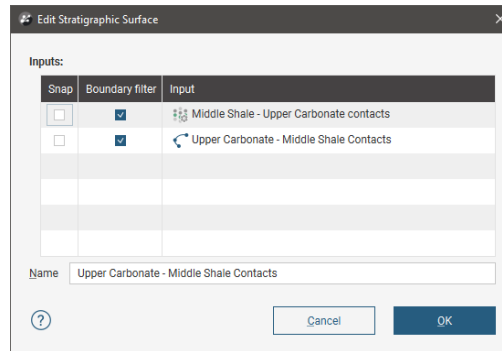 Edit Stratigraphic Surface
Inputs:
Snap Boundary filter Input
Middle Shale - Upper Carbonate contacts
Upper Carbonate - Middle Shale Contacts
Name Upper Carbonate - Middle Shale Contacts
? Cancel OK